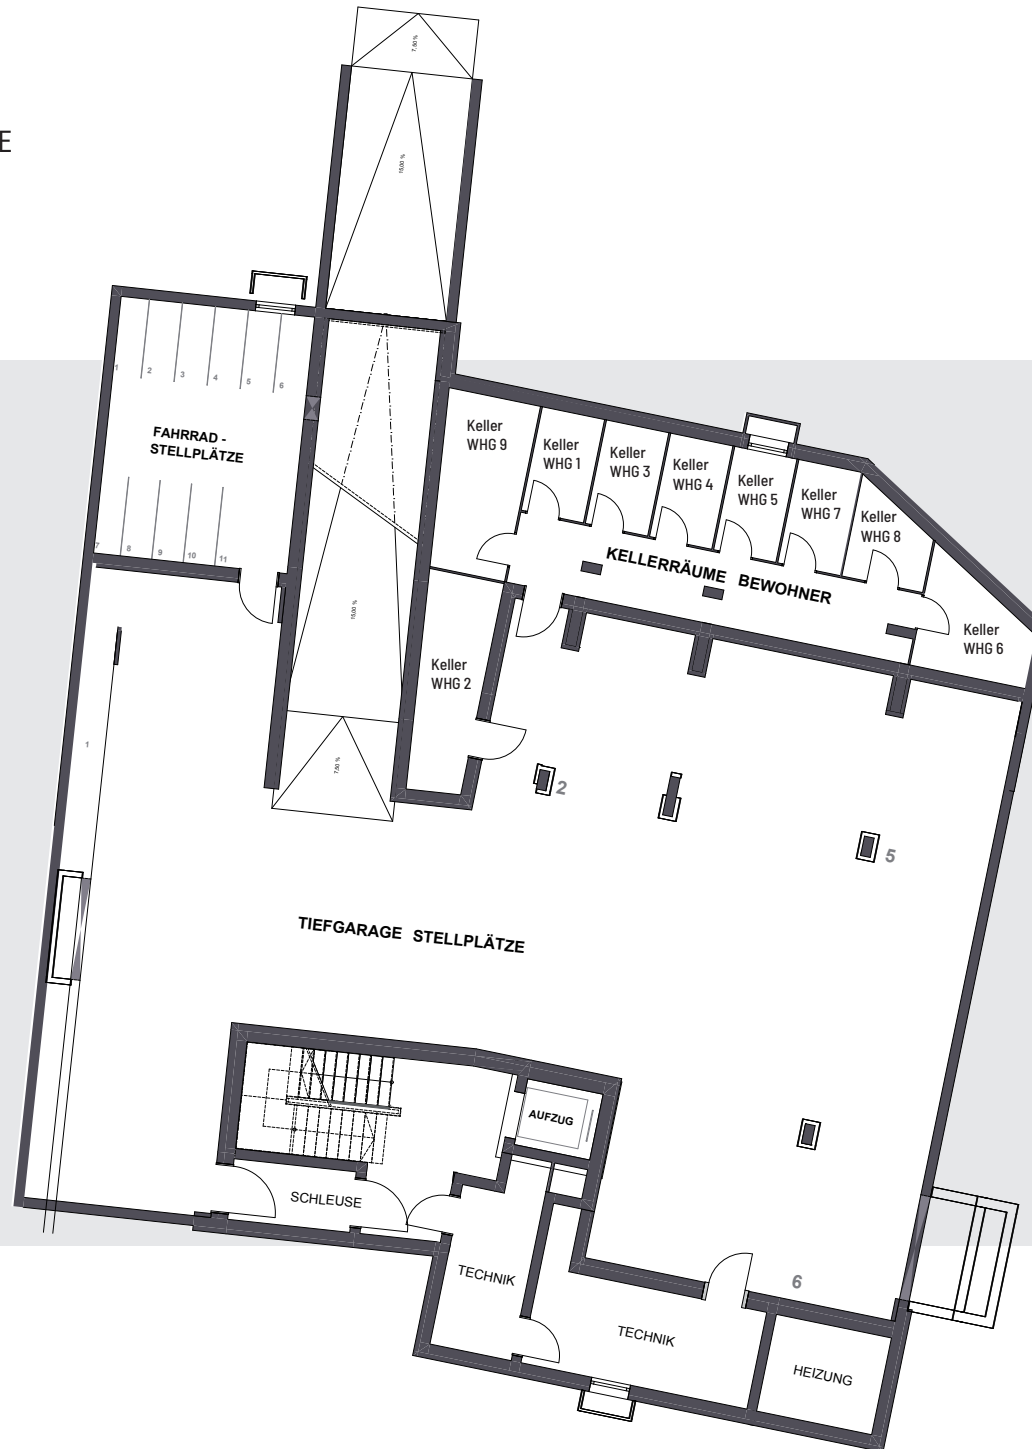 E
7,50 %
15,00 %
1
2
3
4
5
6
FAHRRAD -
STELLPLÄTZE
7
8
9
10
11
Keller
WHG 9
Keller
WHG 1
Keller
WHG 3
Keller
WHG 4
Keller
WHG 5
Keller
WHG 7
Keller
WHG 8
KELLERRÄUME BEWOHNER
Keller
WHG 6
15,00 %
Keller
WHG 2
1
7,50 %
2
5
TIEFGARAGE STELLPLÄTZE
AUFZUG
SCHLEUSE
TECHNIK
6
TECHNIK
HEIZUNG